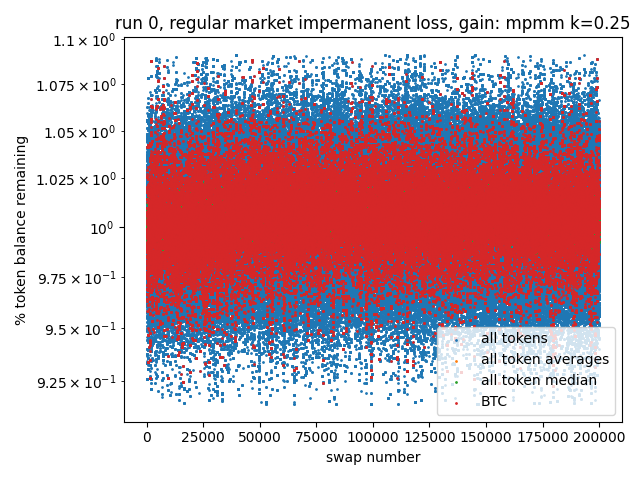 run 0, regular market impermanent loss, gain: mpmm k=0.25
% token balance remaining
1.1 × 10⁰
1.075 × 10⁰
1.05 × 10⁰
1.025 × 10⁰
10⁰
9.75 × 10⁻¹
9.5 × 10⁻¹
9.25 × 10⁻¹
all tokens
all token averages
all token median
BTC
0 25000 50000 75000 100000 125000 150000 175000 200000
swap number